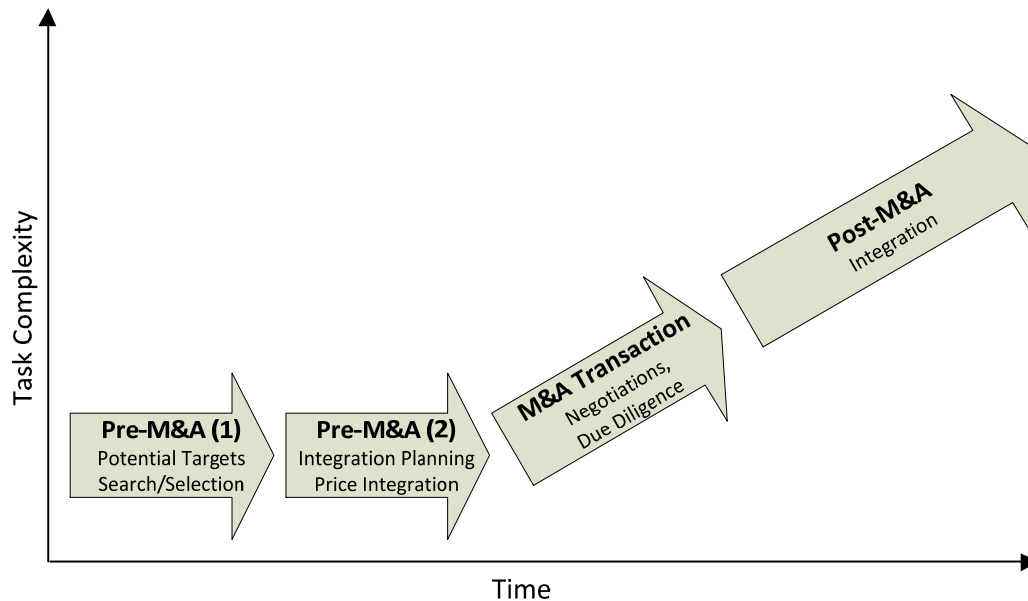 Task Complexity
Pre-M&A (1)
Potential Targets
Search/Selection
Pre-M&A (2)
Integration Planning
Price Integration
M&A Transaction
Negotiations,
Due Diligence
Post-M&A
Integration
Time